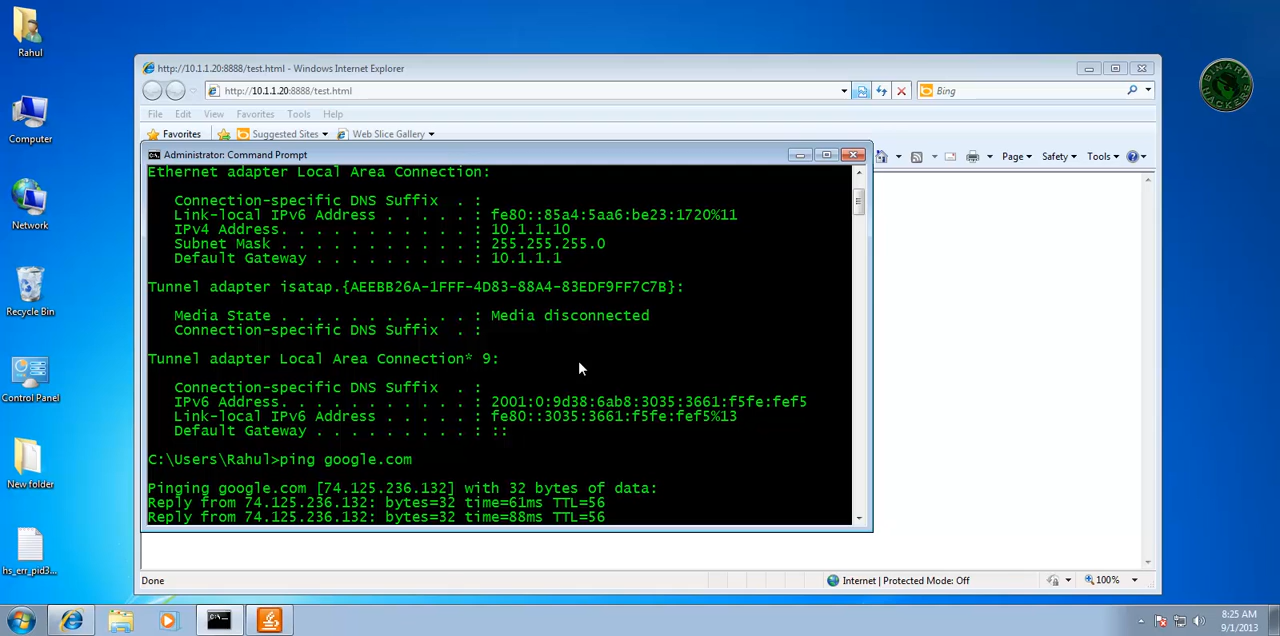 Rahul
Computer
Network
Recycle Bin
Control Panel
New folder
hs_err_pid3...
http://10.1.1.20:8888/test.html - Windows Internet Explorer
http://10.1.1.20:8888/test.html
Bing
File Edit View Favorites Tools Help
Favorites Suggested Sites Web Slice Gallery
Page Safety Tools
Administrator: Command Prompt
Ethernet adapter Local Area Connection:
Connection-specific DNS Suffix . :
Link-local IPv6 Address . . . . . : fe80::85a4:5aa6:be23:1720%11
IPv4 Address. . . . . . . . . . . : 10.1.1.10
Subnet Mask . . . . . . . . . . . : 255.255.255.0
Default Gateway . . . . . . . . . : 10.1.1.1
Tunnel adapter isatap.{AEEBB26A-1FFF-4D83-88A4-83EDF9FF7C7B}:
Media State . . . . . . . . . . . : Media disconnected
Connection-specific DNS Suffix . :
Tunnel adapter Local Area Connection* 9:
Connection-specific DNS Suffix . :
IPv6 Address. . . . . . . . . . . : 2001:0:9d38:6ab8:3035:3661:f5fe:fef5
Link-local IPv6 Address . . . . . : fe80::3035:3661:f5fe:fef5%13
Default Gateway . . . . . . . . . : ::
C:\Users\Rahul>ping google.com
Pinging google.com [74.125.236.132] with 32 bytes of data:
Reply from 74.125.236.132: bytes=32 time=61ms TTL=56
Reply from 74.125.236.132: bytes=32 time=88ms TTL=56
Done
Internet | Protected Mode: Off
100%
BINARY
HACKERS
8:25 AM
9/1/2013